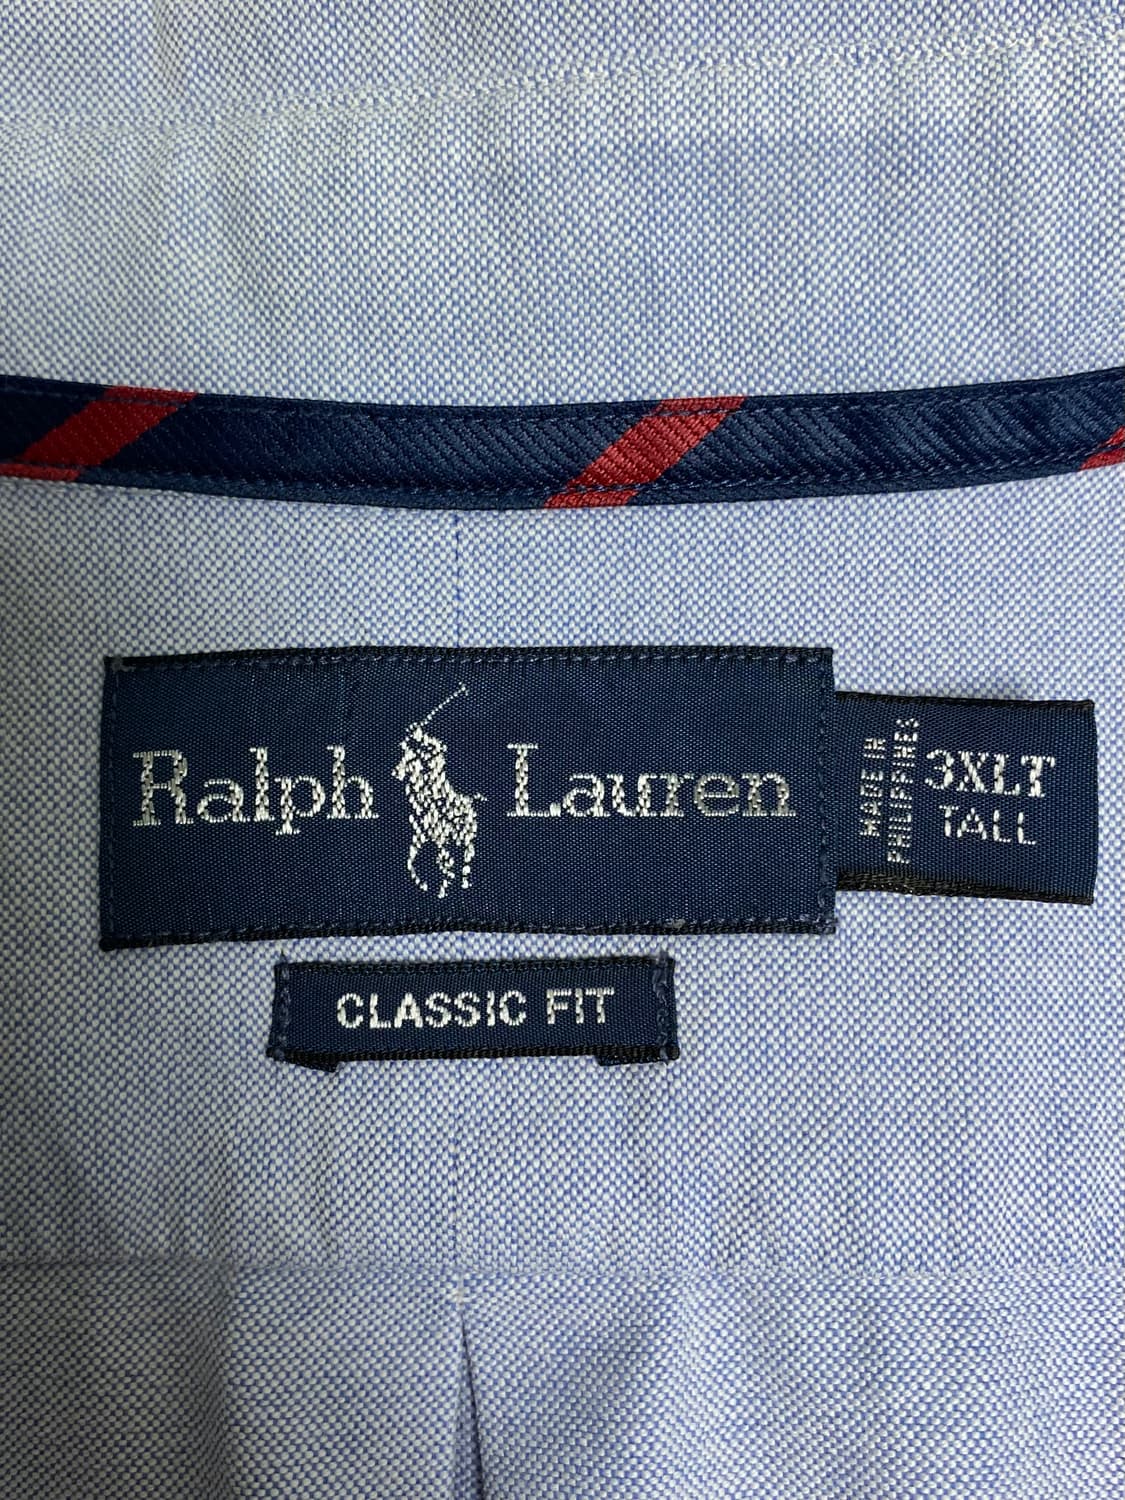 Ralph Lauren
MADE IN
PHILIPPINES
3XLT
TALL
CLASSIC FIT